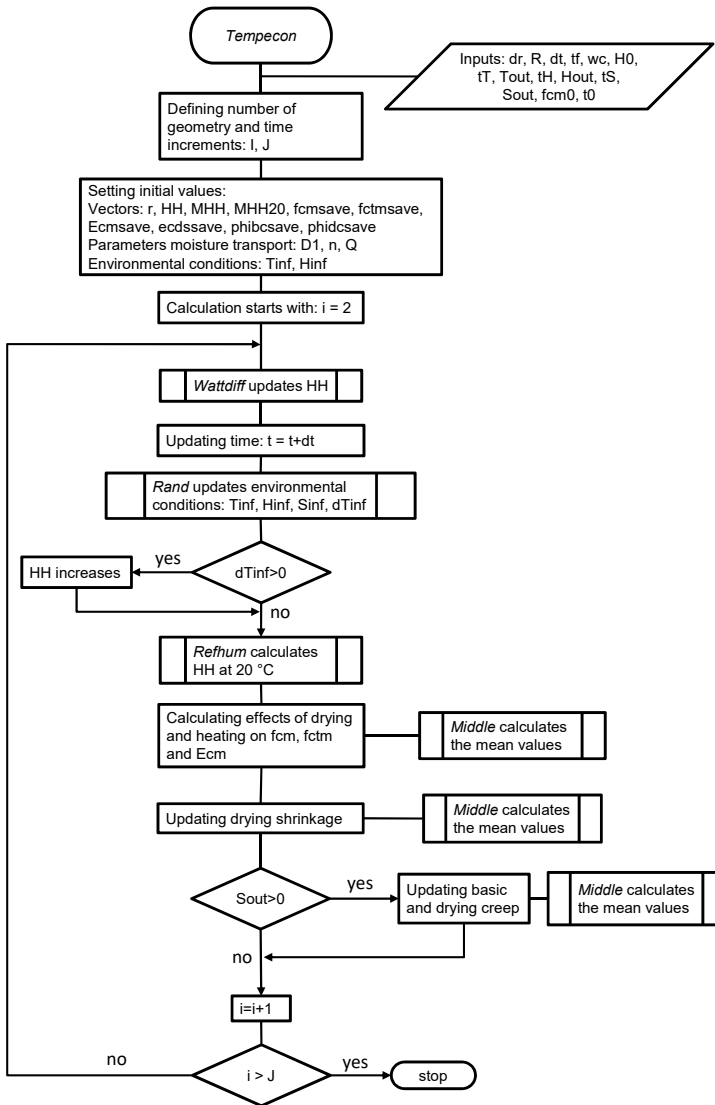 Tempecon
Inputs: dr, R, dt, tf, wc, H0,
tT, Tout, tH, Hout, tS,
Sout, fcm0, t0
Defining number of
geometry and time
increments: I, J
Setting initial values:
Vectors: r, HH, MHH, MHH20, fcmsave, fctmsave,
Ecmsave, ecdssave, phibcsave, phidcsave
Parameters moisture transport: D1, n, Q
Environmental conditions: Tinf, Hinf
Calculation starts with: i = 2
Wattdiff updates HH
Updating time: t = t+dt
Rand updates environmental
conditions: Tinf, Hinf, Sinf, dTinf
yes
HH increases
dTinf>0
no
Refhum calculates
HH at 20 °C
Calculating effects of drying
and heating on fcm, fctm
and Ecm
Middle calculates
the mean values
Updating drying shrinkage
Middle calculates
the mean values
Sout>0
yes
Updating basic
and drying creep
Middle calculates
the mean values
no
i=i+1
no
i > J
yes
stop